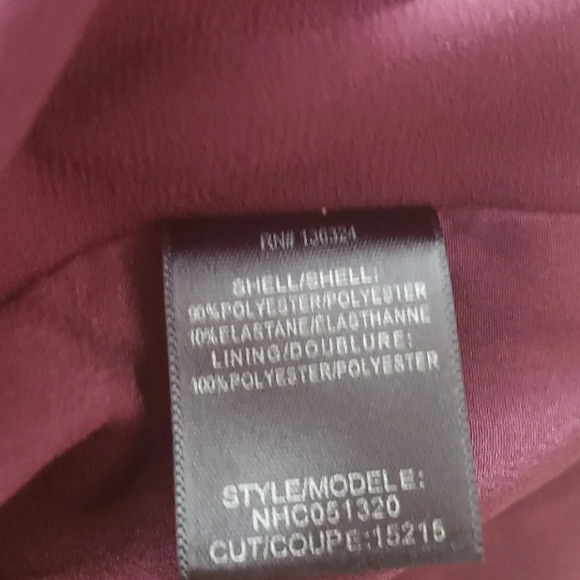 RN# 136324
SHELL/SHELL:
90%POLYESTER/POLYESTER
10%ELASTANE/ÉLASTHANNE
LINING/DOUBLURE:
100%POLYESTER/POLYESTER
STYLE/MODELE:
NHC051320
CUT/COUPE:15215